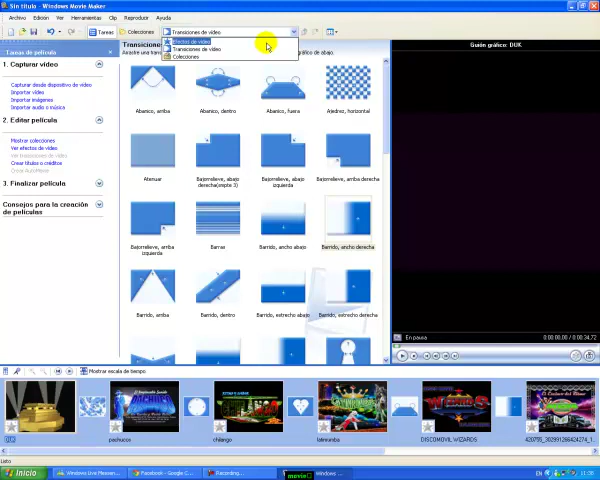 Sin título - Windows Movie Maker
Archivo Edición Ver Herramientas Clip Reproducir Ayuda
Tareas Colecciones Transiciones de vídeo
Efectos de vídeo
Transiciones de vídeo
Colecciones
Tareas de película
1. Capturar vídeo
Capturar desde dispositivo de vídeo
Importar vídeo
Importar imágenes
Importar audio o música
2. Editar película
Mostrar colecciones
Ver efectos de vídeo
Ver transiciones de vídeo
Crear títulos o créditos
Crear AutoMovie
3. Finalizar película
Consejos para la creación
de películas
Abanico, arriba
Abanico, dentro
Abanico, fuera
Ajedrez, horizontal
Atenuar
Bajorrelieve, abajo
derecha
Bajorrelieve, abajo
izquierda
Bajorrelieve, arriba derecha
Bajorrelieve, arriba
izquierda
Barras
Barrido, ancho abajo
Barrido, ancho derecha
Barrido, arriba
Barrido, dentro
Barrido, estrecho abajo
Barrido, estrecho derecha
Guión gráfico: DUK
En pausa
0:00:00,00 / 0:00:34,72
Mostrar escala de tiempo
DUK
pachucos
chilango
latinrumba
DISCOMOVIL WIZARDS
Listo
Inicio
Windows Live Messen...
Facebook - Google C...
Recording...
movie
Windows ...
EN